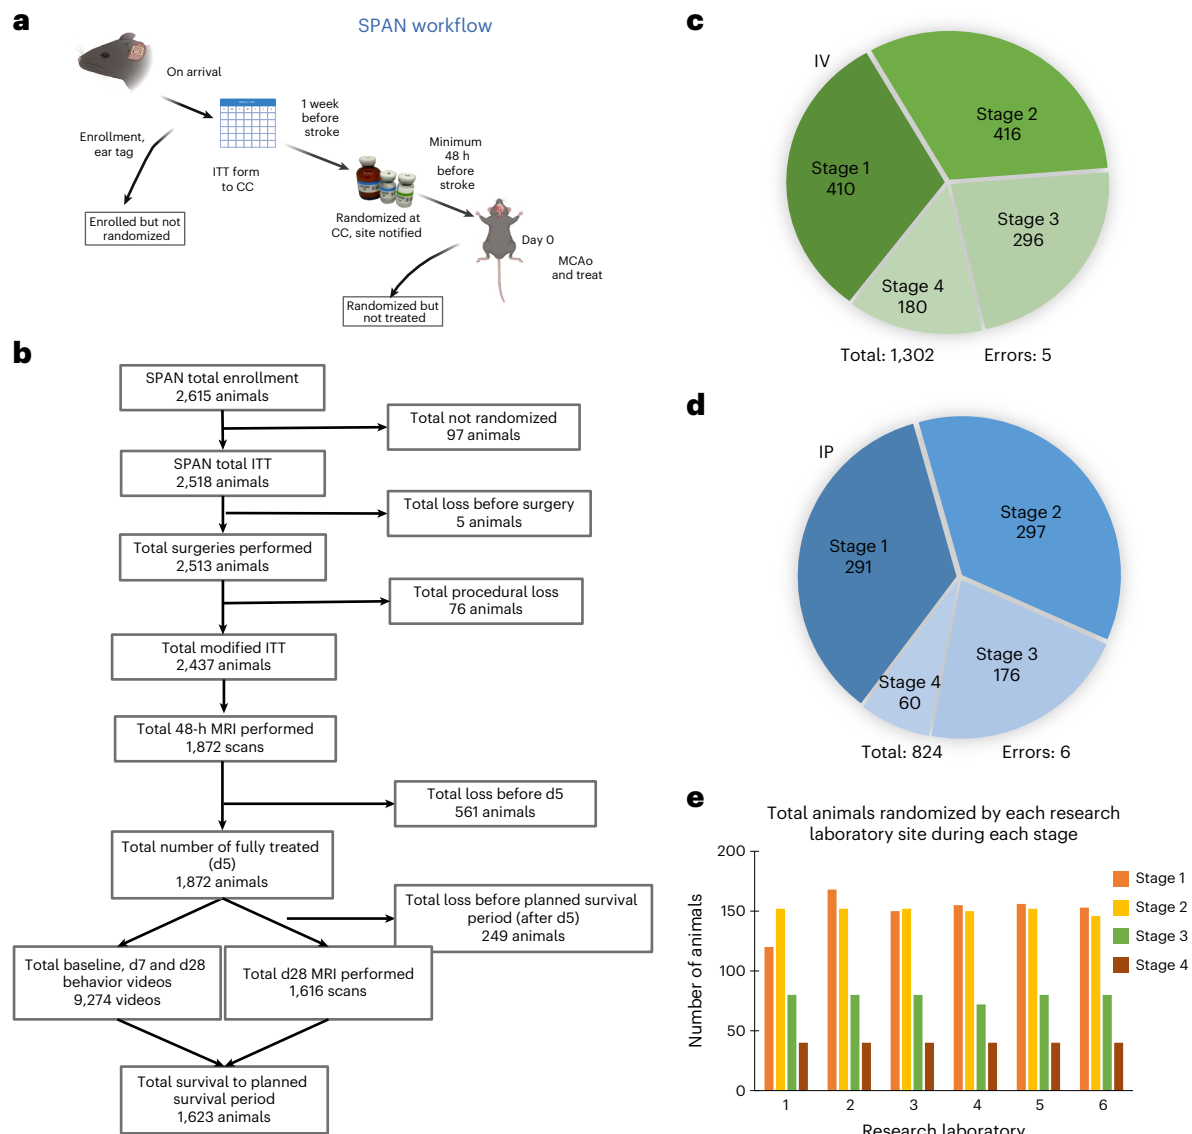 a
SPAN workflow
On arrival
Enrollment,
ear tag
Enrolled but not
randomized
ITT form
to CC
1 week
before
stroke
Randomized at
CC, site notified
Minimum
48 h
before
stroke
Day 0
MCAo
and treat
Randomized but
not treated
b
SPAN total enrollment
2,615 animals
Total not randomized
97 animals
SPAN total ITT
2,518 animals
Total loss before surgery
5 animals
Total surgeries performed
2,513 animals
Total procedural loss
76 animals
Total modified ITT
2,437 animals
Total 48-h MRI performed
1,872 scans
Total loss before d5
561 animals
Total number of fully treated
(d5)
1,872 animals
Total loss before planned survival
period (after d5)
249 animals
Total baseline, d7 and d28
behavior videos
9,274 videos
Total d28 MRI performed
1,616 scans
Total survival to planned
survival period
1,623 animals
c
IV
Stage 1
410
Stage 2
416
Stage 3
296
Stage 4
180
Total: 1,302
Errors: 5
d
IP
Stage 1
291
Stage 2
297
Stage 3
176
Stage 4
60
Total: 824
Errors: 6
e
Total animals randomized by each research
laboratory site during each stage
Number of animals
200
150
100
50
0
1
2
3
4
5
6
Research laboratory
Stage 1
Stage 2
Stage 3
Stage 4